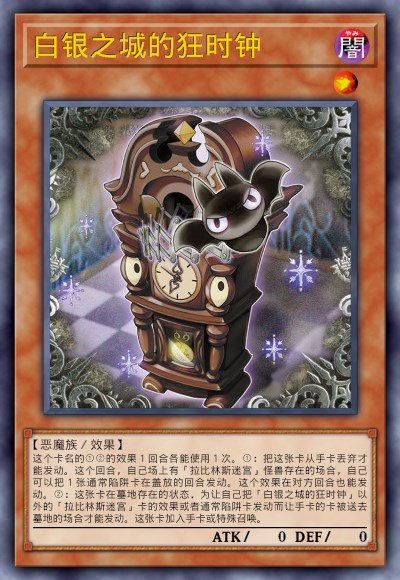 白银之城的狂时钟
やみ
闇
【恶魔族 / 效果】
这个卡名的①②的效果1回合各能使用1次。①：把这张卡从手卡丢弃才
能发动。这个回合，自己场上有「拉比林斯迷宫」怪兽存在的场合，自己
可以把1张通常陷阱卡在盖放的回合发动。这个效果在对方回合也能发
动。②：这张卡在墓地存在的状态，为让自己把「白银之城的狂时钟」以
外的「拉比林斯迷宫」卡的效果或者通常陷阱卡发动而让手卡的卡被送去
墓地的场合才能发动。这张卡加入手卡或特殊召唤。
ATK / 0 DEF / 0